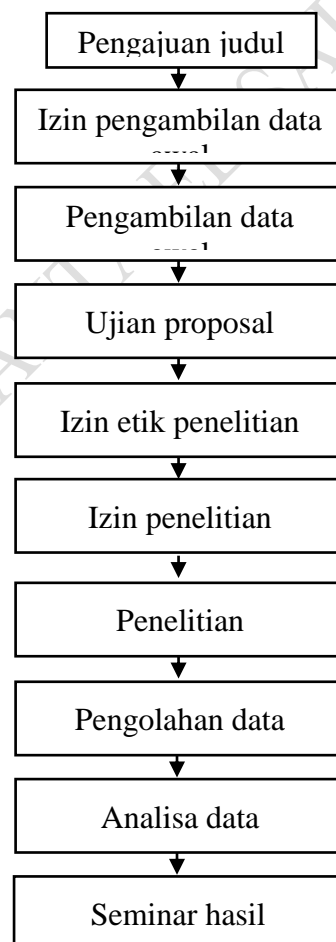 Pengajuan judul
Izin pengambilan data
Pengambilan data
Ujian proposal
Izin etik penelitian
Izin penelitian
Penelitian
Pengolahan data
Analisa data
Seminar hasil